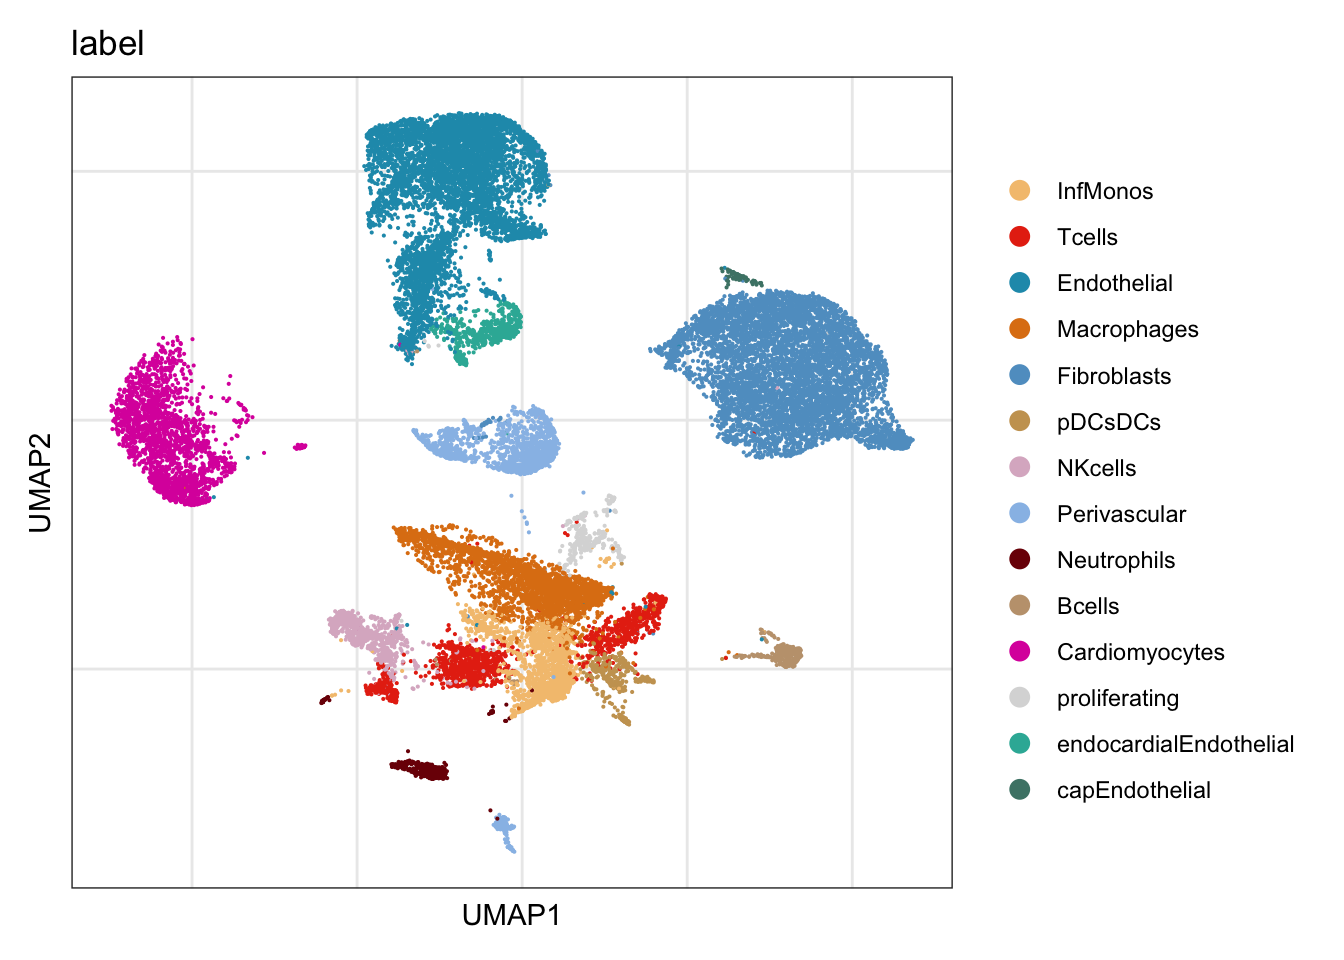 label
UMAP2
UMAP1
InfMonos
Tcells
Endothelial
Macrophages
Fibroblasts
pDCsDCs
NKcells
Perivascular
Neutrophils
Bcells
Cardiomyocytes
proliferating
endocardialEndothelial
capEndothelial